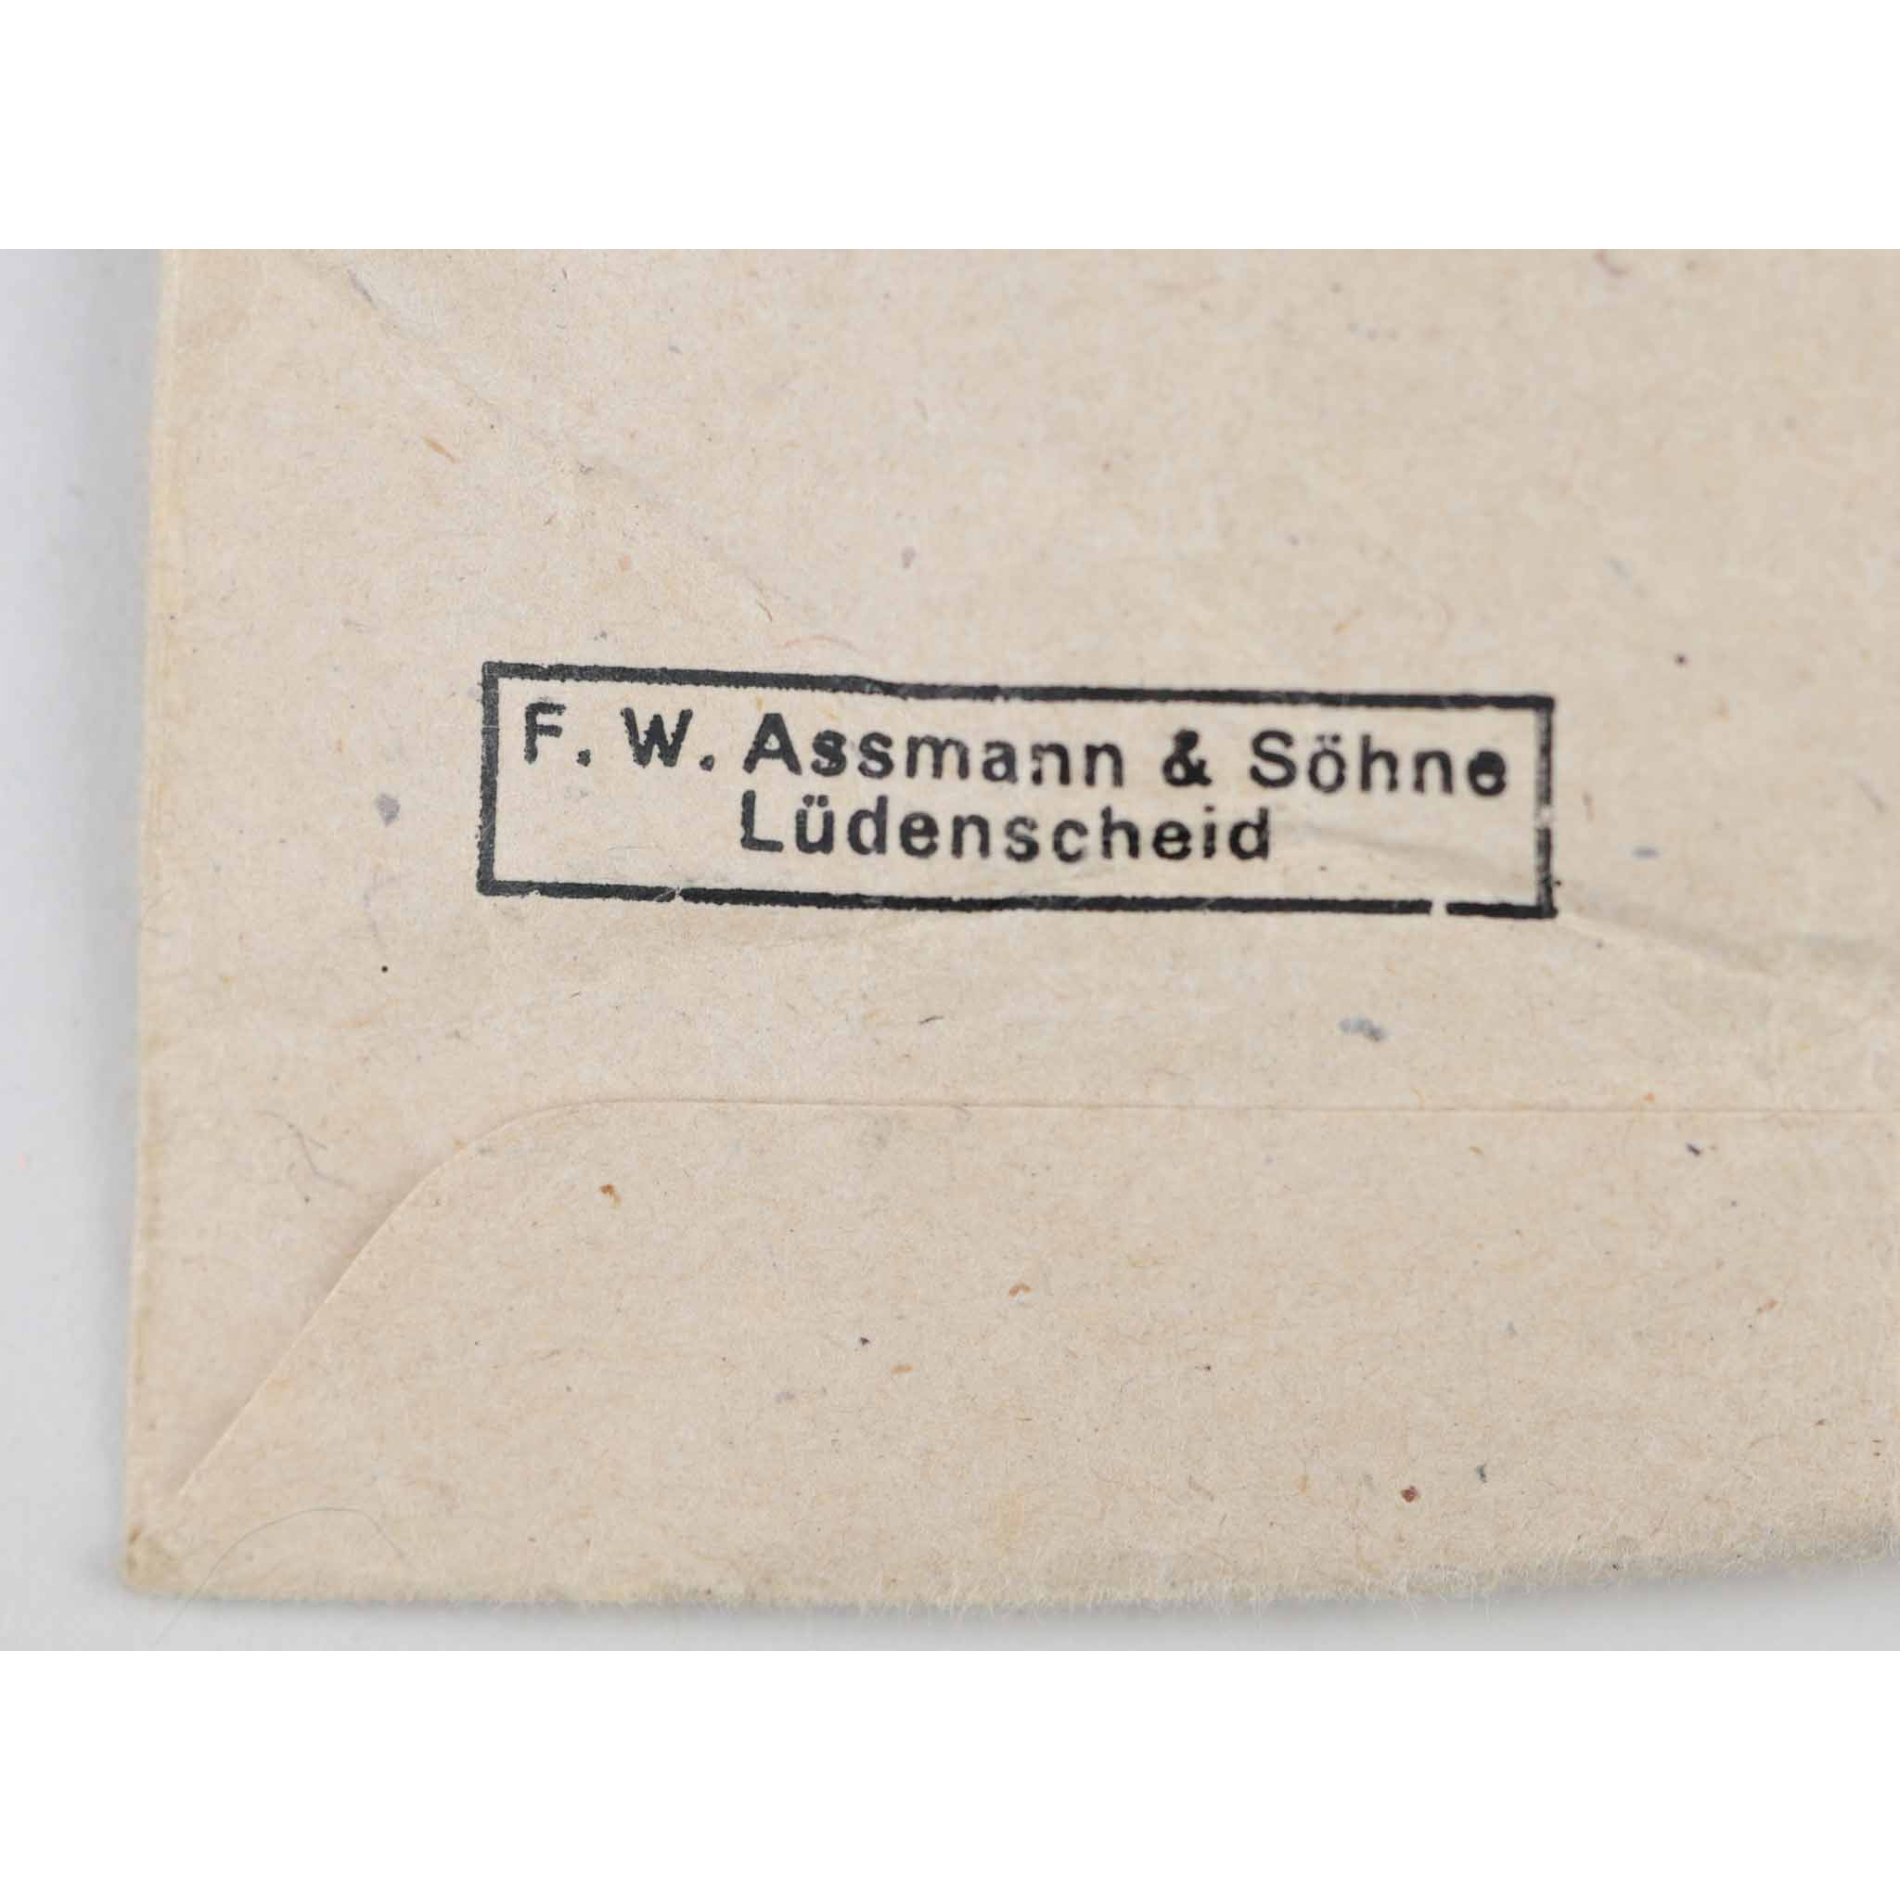 F. W. Assmann & Söhne
Lüdenscheid